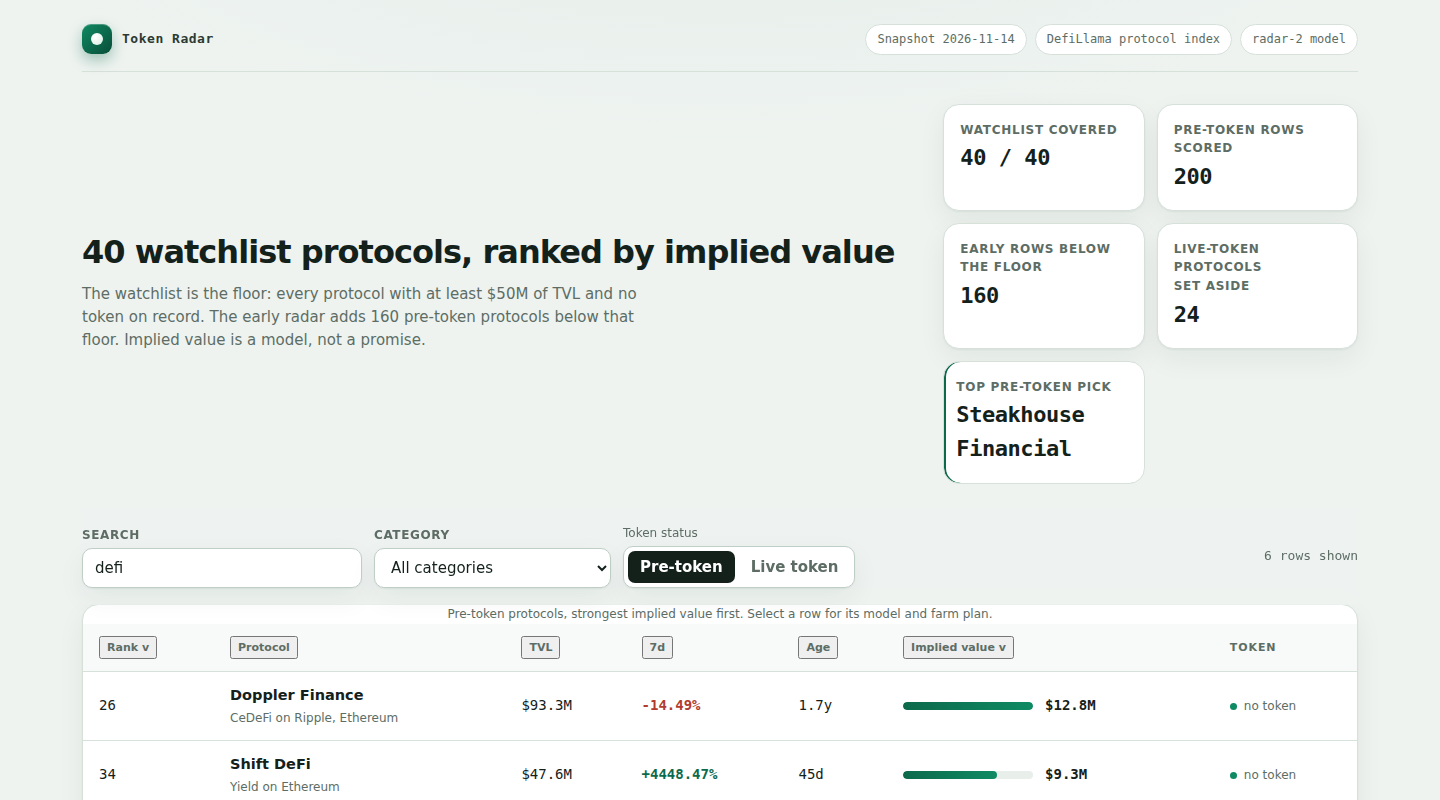 Token Radar
Snapshot 2026-11-14
DefiLlama protocol index
radar-2 model
40 watchlist protocols, ranked by implied value
The watchlist is the floor: every protocol with at least $50M of TVL and no
token on record. The early radar adds 160 pre-token protocols below that
floor. Implied value is a model, not a promise.
WATCHLIST COVERED
40 / 40
PRE-TOKEN ROWS
SCORED
200
EARLY ROWS BELOW
THE FLOOR
160
LIVE-TOKEN
PROTOCOLS
SET ASIDE
24
TOP PRE-TOKEN PICK
Steakhouse
Financial
SEARCH
defi
CATEGORY
All categories
Token status
Pre-token
Live token
6 rows shown
Pre-token protocols, strongest implied value first. Select a row for its model and farm plan.
Rank v
Protocol
TVL
7d
Age
Implied value v
TOKEN
26
Doppler Finance
CeDeFi on Ripple, Ethereum
$93.3M
-14.49%
1.7y
$12.8M
no token
34
Shift DeFi
Yield on Ethereum
$47.6M
+4448.47%
45d
$9.3M
no token